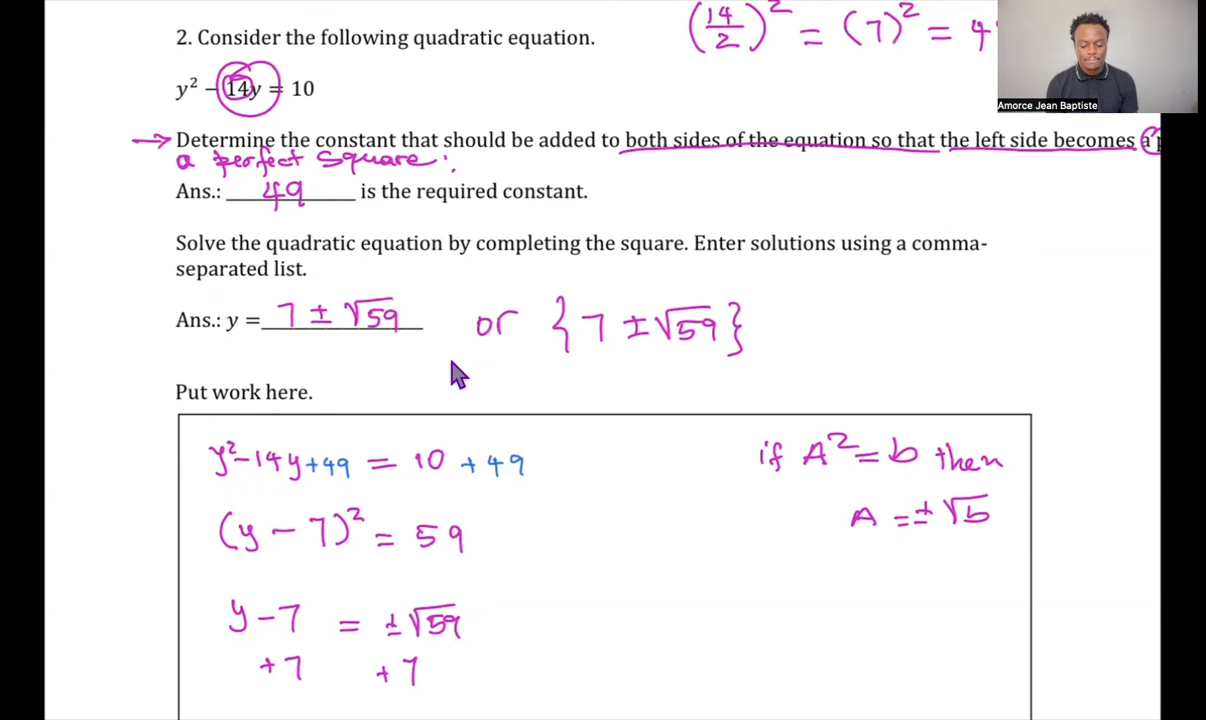 2. Consider the following quadratic equation.
(14/2)² = (7)² = 4
y² − 14y = 10
Amorce Jean Baptiste
→ Determine the constant that should be added to both sides of the equation so that the left side becomes a
a perfect square.
Ans.: 49 is the required constant.
Solve the quadratic equation by completing the square. Enter solutions using a comma-
separated list.
Ans.: y = 7 ± √59 or {7 ± √59}
Put work here.
y² − 14y + 49 = 10 + 49
if A² = b then
A = ± √b
(y − 7)² = 59
y − 7 = ± √59
+7 +7